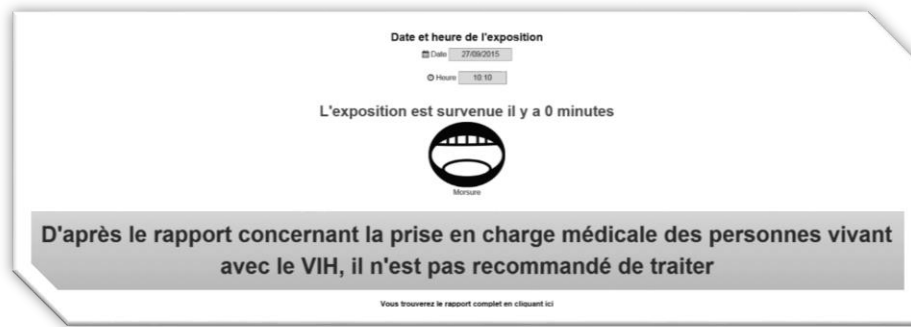 Date et heure de l'exposition
Date 27/09/2015
Heure 10:10
L'exposition est survenue il y a 0 minutes
Morsure
D'après le rapport concernant la prise en charge médicale des personnes vivant
avec le VIH, il n'est pas recommandé de traiter
Vous trouverez le rapport complet en cliquant ici